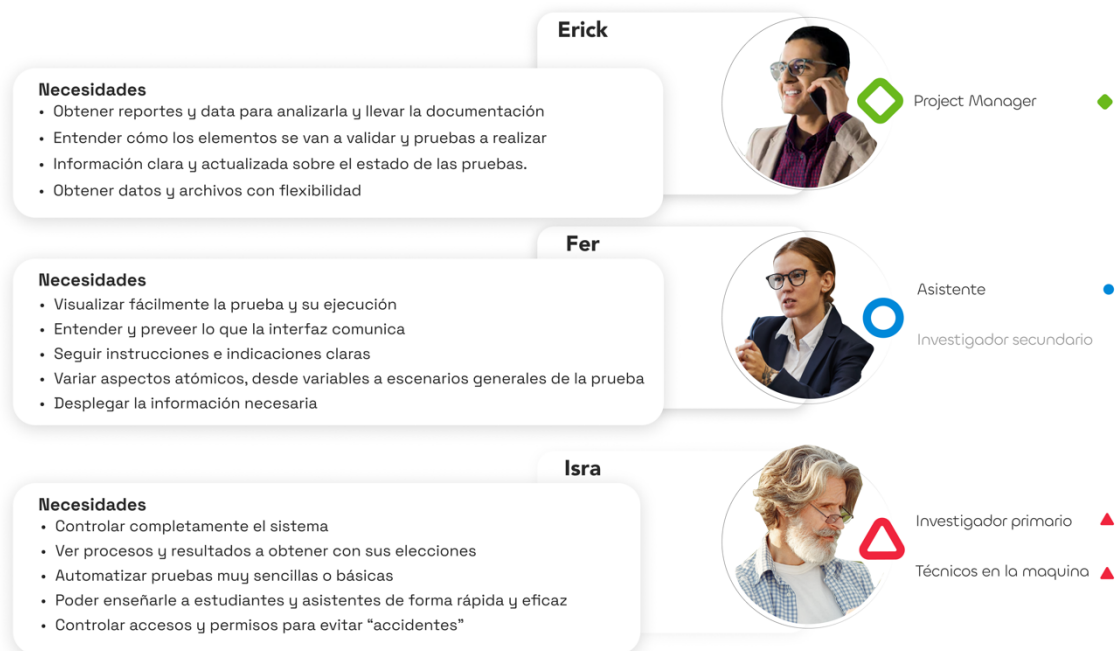 Erick
Necesidades
• Obtener reportes y data para analizarla y llevar la documentación
• Entender cómo los elementos se van a validar y pruebas a realizar
• Información clara y actualizada sobre el estado de las pruebas.
• Obtener datos y archivos con flexibilidad
Project Manager
Fer
Necesidades
• Visualizar fácilmente la prueba y su ejecución
• Entender y preveer lo que la interfaz comunica
• Seguir instrucciones e indicaciones claras
• Variar aspectos atómicos, desde variables a escenarios generales de la prueba
• Desplegar la información necesaria
Asistente
Investigador secundario
Isra
Necesidades
• Controlar completamente el sistema
• Ver procesos y resultados a obtener con sus elecciones
• Automatizar pruebas muy sencillas o básicas
• Poder enseñarle a estudiantes y asistentes de forma rápida y eficaz
• Controlar accesos y permisos para evitar “accidentes”
Investigador primario
Técnicos en la maquina